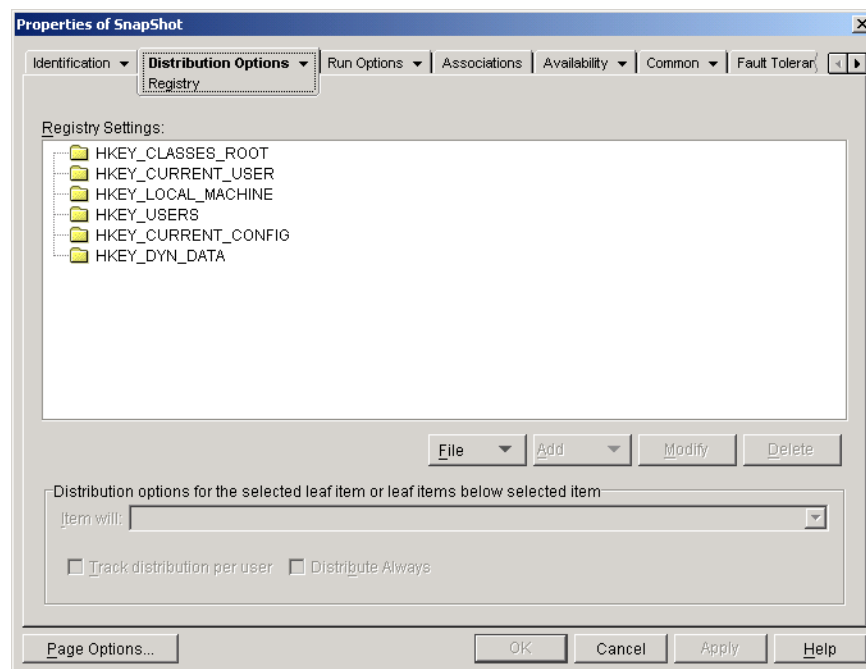 Properties of SnapShot
Identification Distribution Options Run Options Associations Availability Common Fault
Registry
Registry Settings:
HKEY_CLASSES_ROOT
HKEY_CURRENT_USER
HKEY_LOCAL_MACHINE
HKEY_USERS
HKEY_CURRENT_CONFIG
HKEY_DYN_DATA
File Add Modify Delete
Distribution options for the selected leaf item or leaf items below selected item
Item will:
Track distribution per user Distribute Always
Page Options... OK Cancel Apply Help